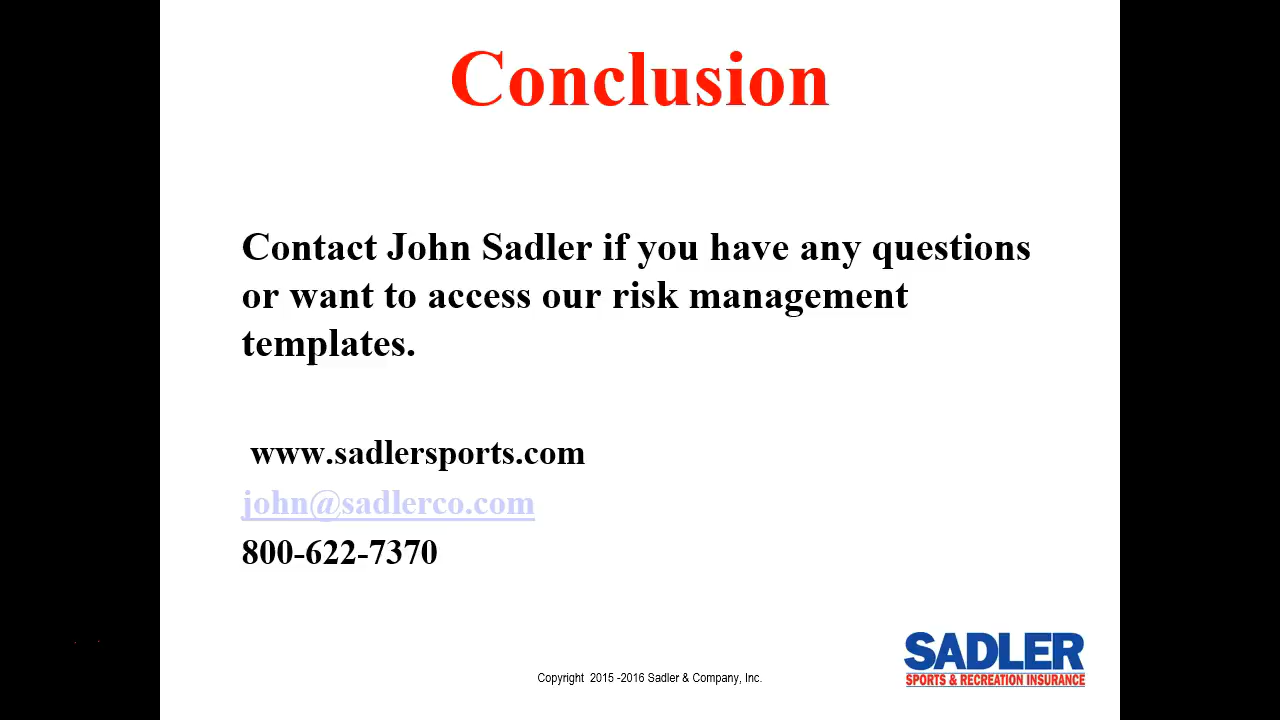 Conclusion
Contact John Sadler if you have any questions
or want to access our risk management
templates.
www.sadlersports.com
john@sadlerco.com
800-622-7370
SADLER
SPORTS & RECREATION INSURANCE
Copyright 2015 -2016 Sadler & Company, Inc.